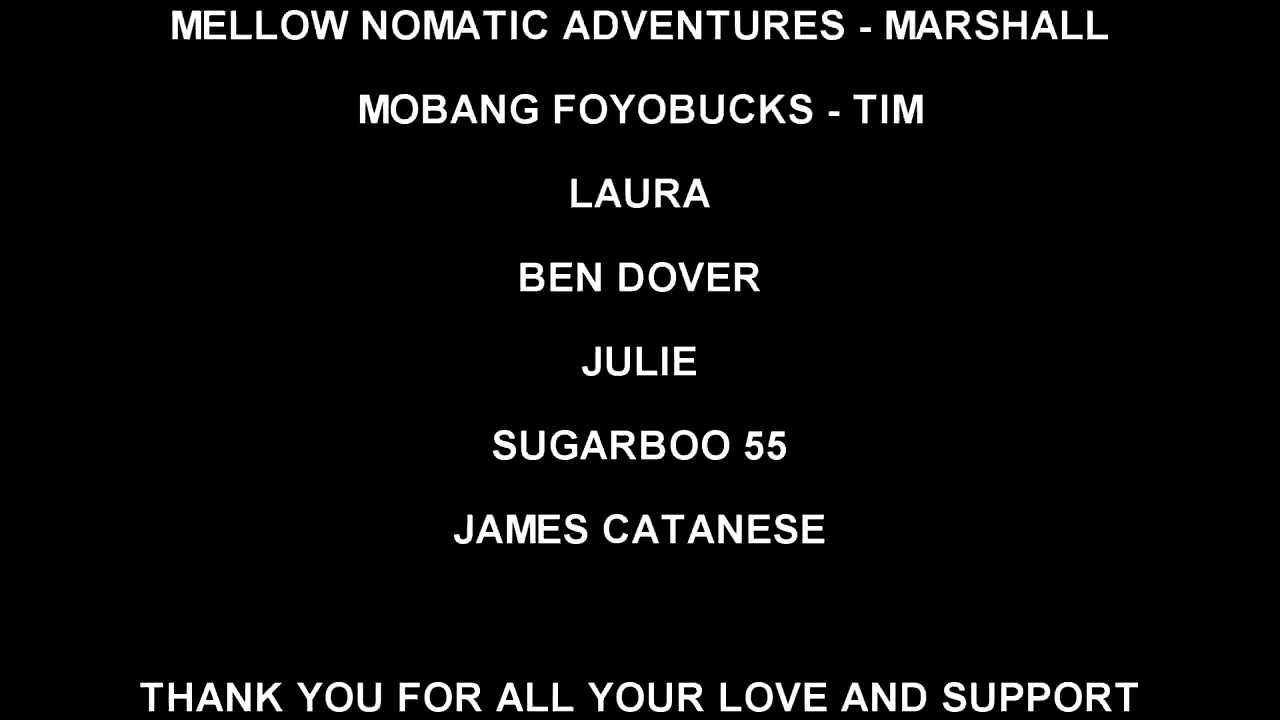 MELLOW NOMATIC ADVENTURES - MARSHALL
MOBANG FOYOBUCKS - TIM
LAURA
BEN DOVER
JULIE
SUGARBOO 55
JAMES CATANESE
THANK YOU FOR ALL YOUR LOVE AND SUPPORT